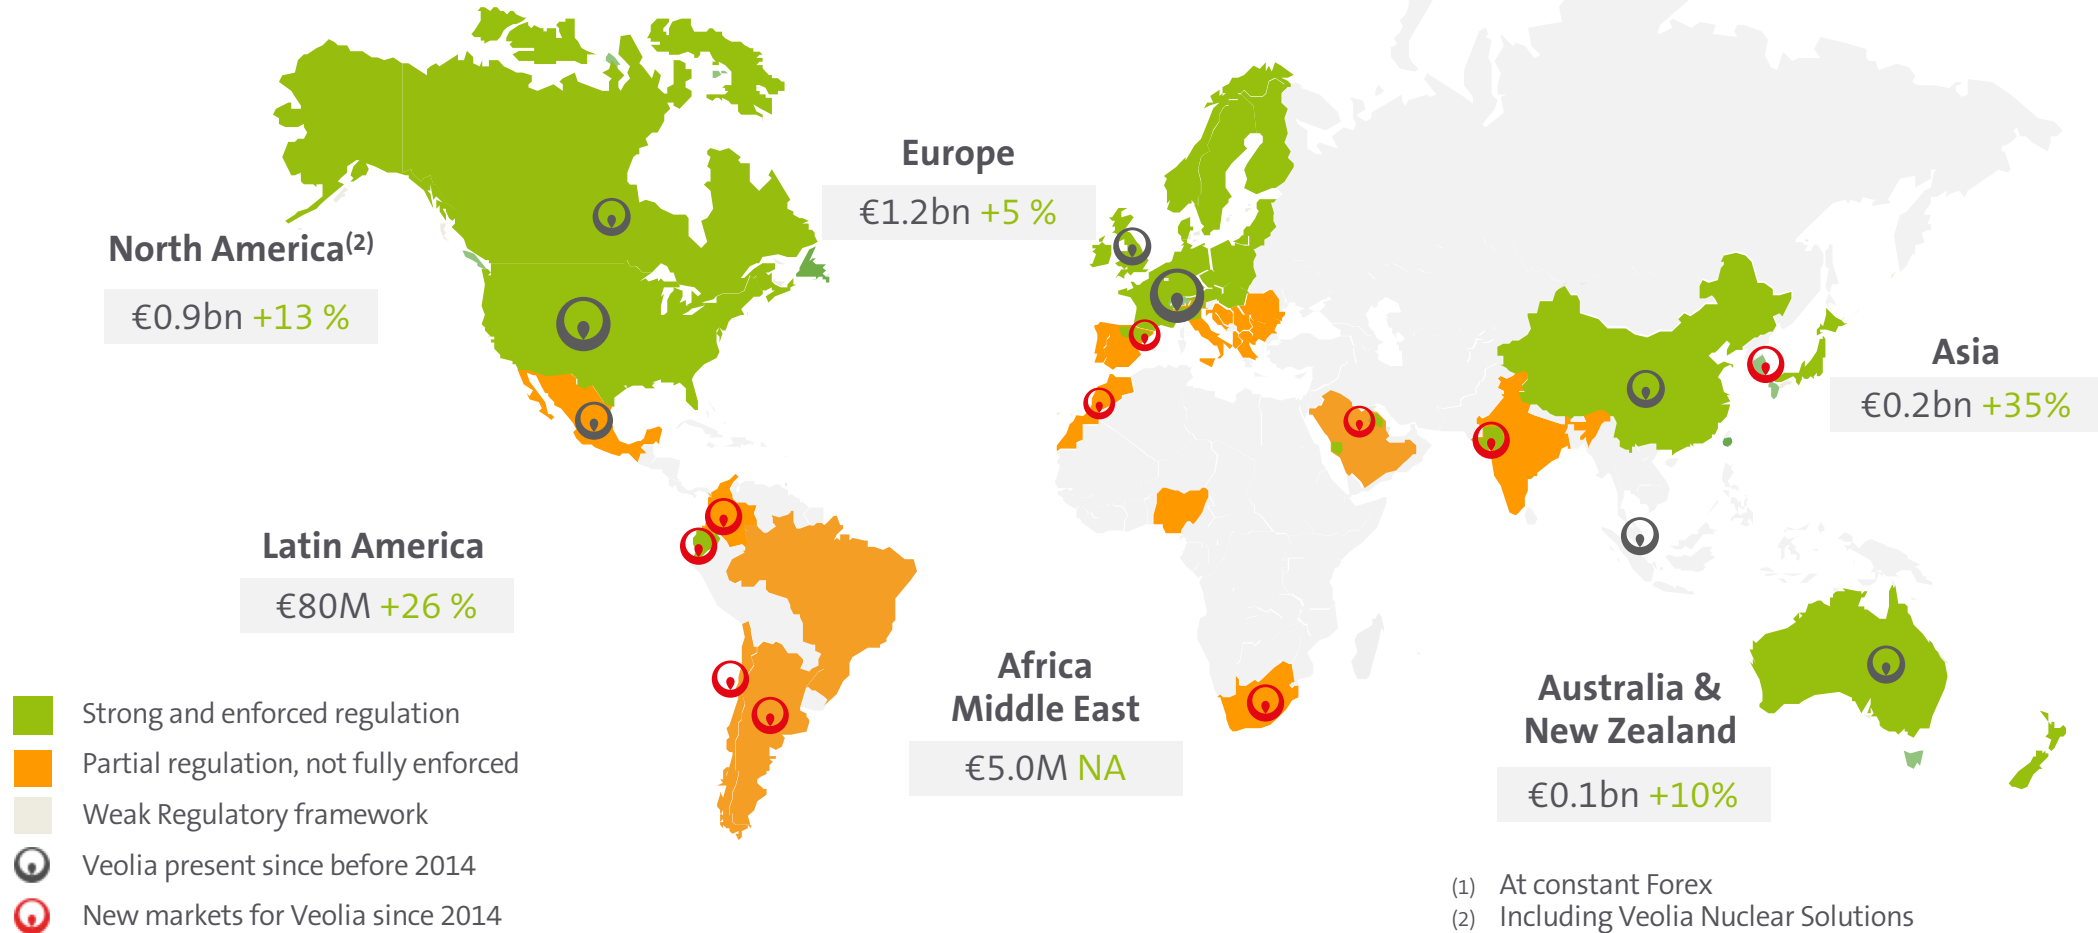 Europe
€1.2bn +5 %
North America(2)
€0.9bn +13 %
Asia
€0.2bn +35%
Latin America
€80M +26 %
Africa
Middle East
€5.0M NA
Australia &
New Zealand
€0.1bn +10%
Strong and enforced regulation
Partial regulation, not fully enforced
Weak Regulatory framework
Veolia present since before 2014
New markets for Veolia since 2014
(1) At constant Forex
(2) Including Veolia Nuclear Solutions